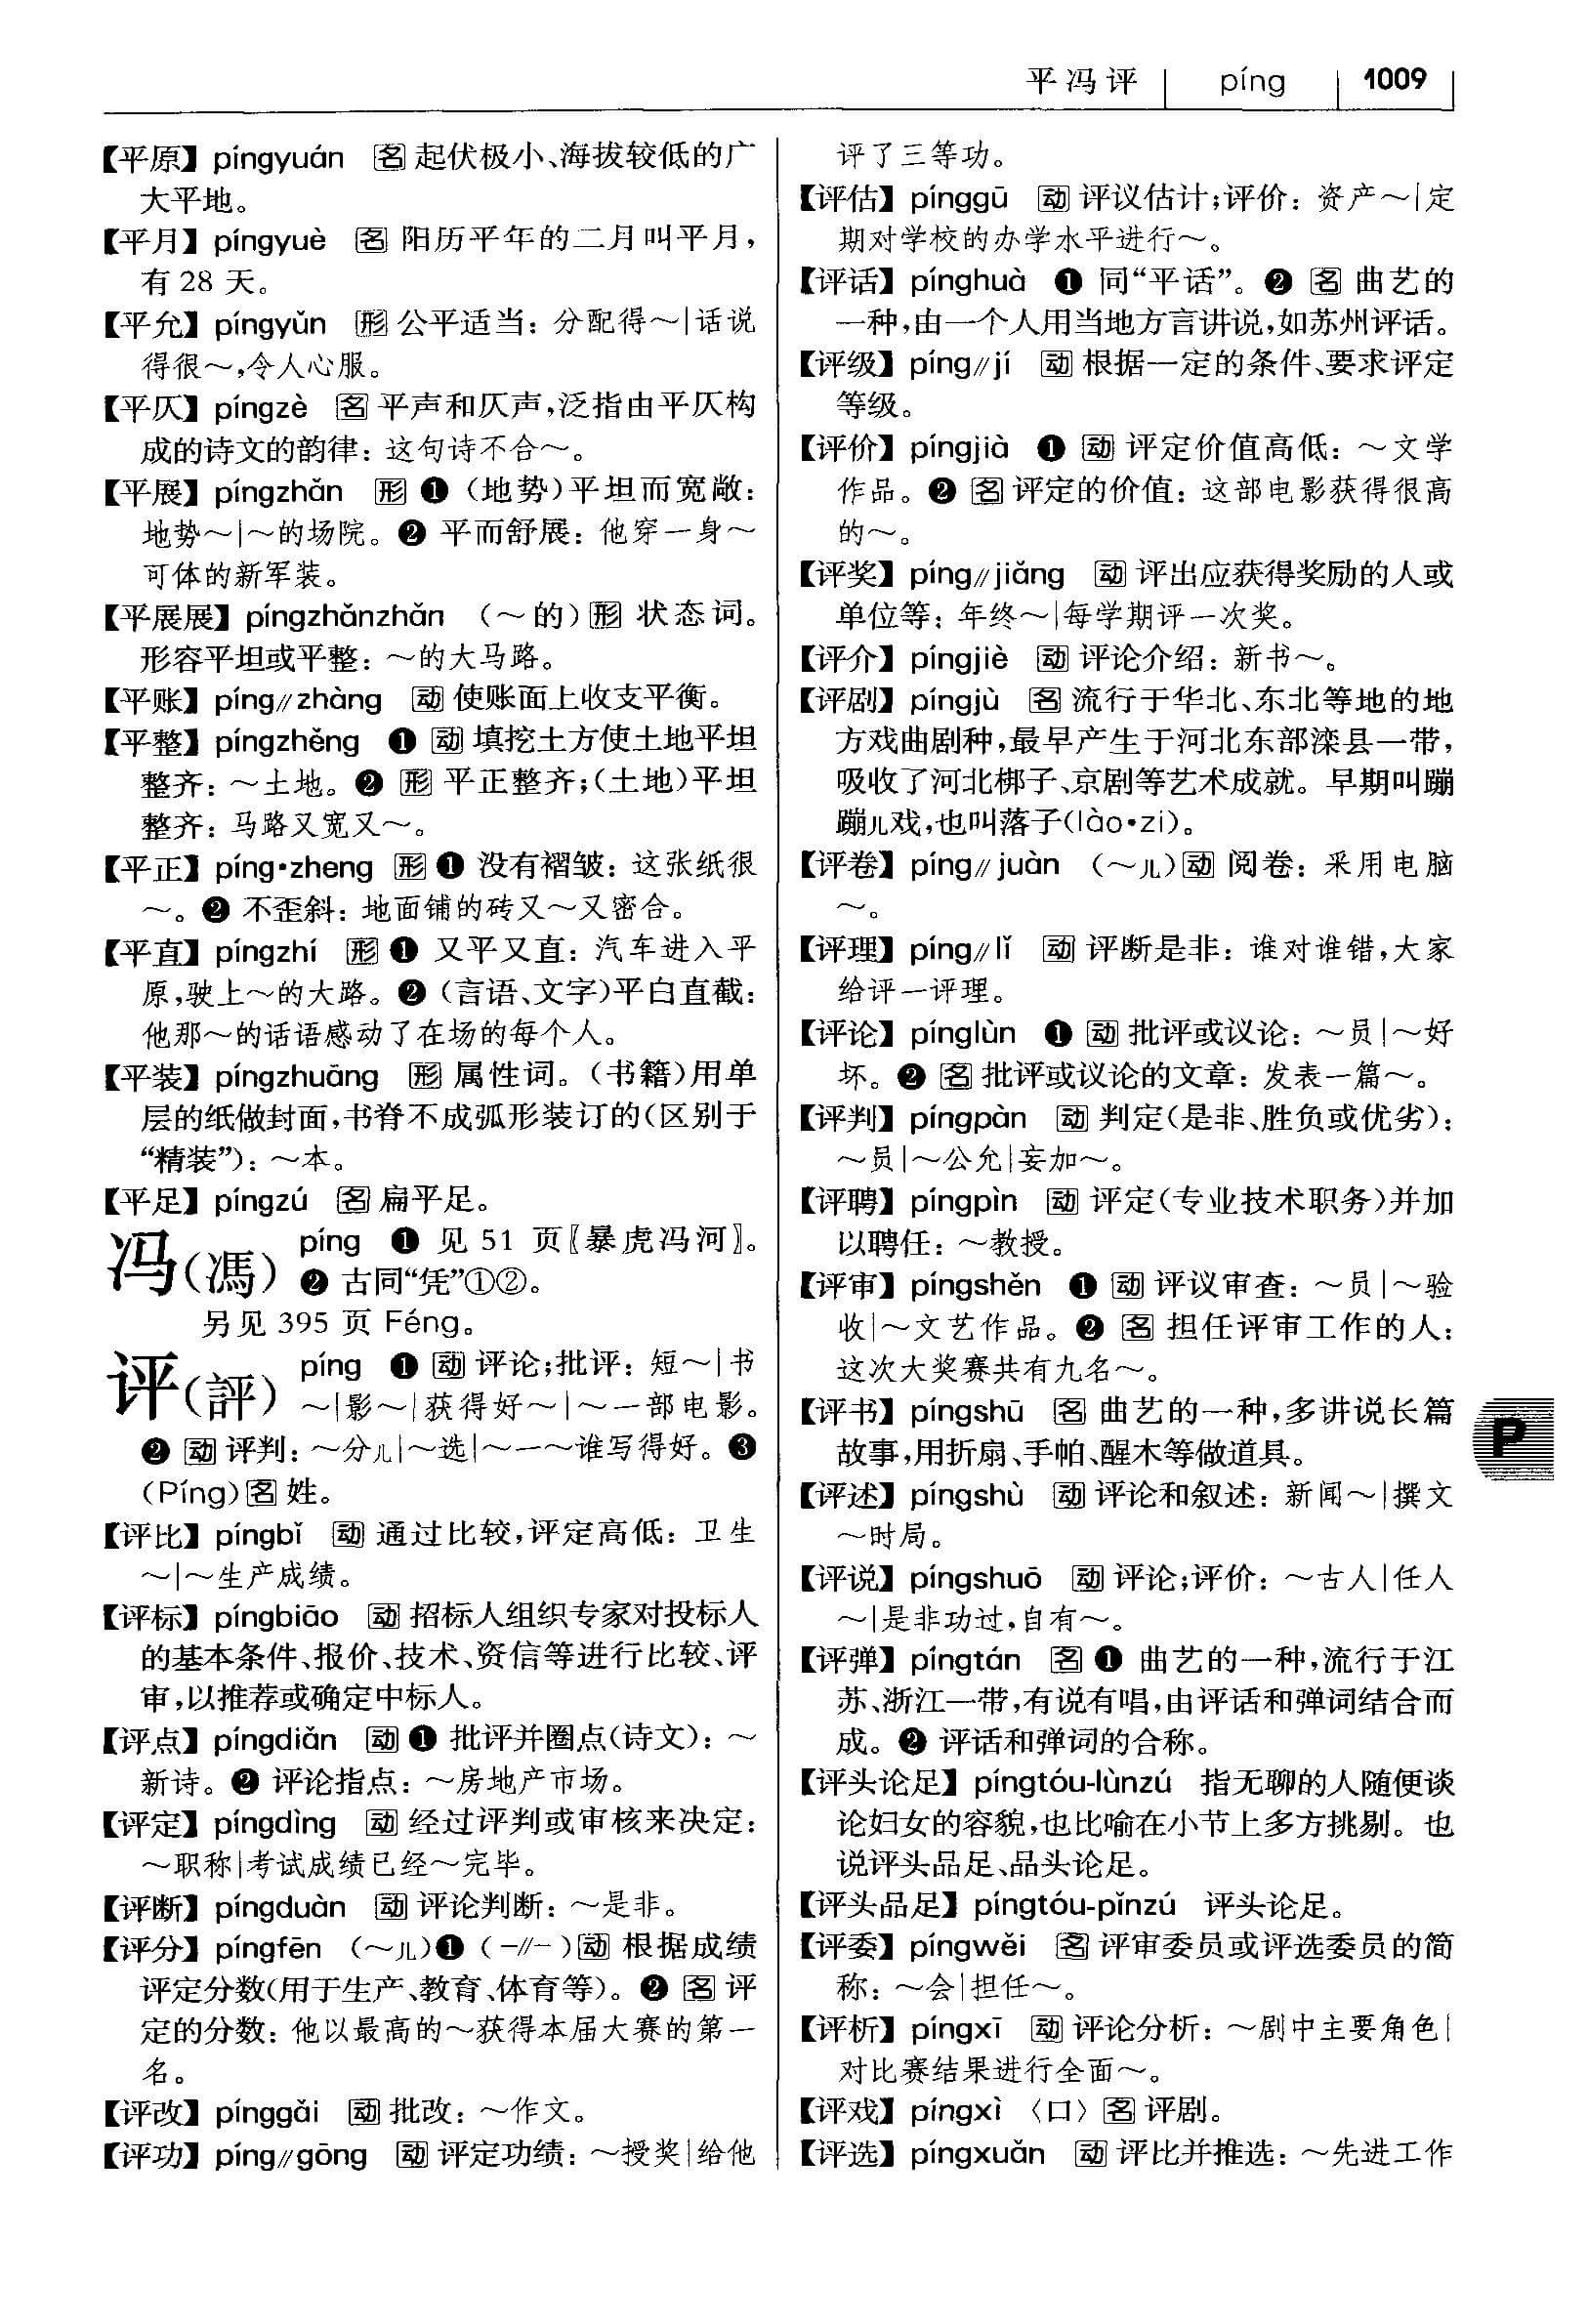 平冯评 píng 1009
【平原】 píngyuán 名 起伏极小、海拔较低的广
大平地。
【平月】 píngyuè 名 阳历平年的二月叫平月，
有28天。
【平允】 píngyǔn 形 公平适当：分配得～|话说
得很～，令人心服。
【平仄】 píngzè 名 平声和仄声，泛指由平仄构
成的诗文的韵律：这句诗不合～。
【平展】 píngzhǎn 形 ❶（地势）平坦而宽敞：
地势～|～的场院。❷ 平而舒展：他穿一身～
可体的新军装。
【平展展】 píngzhǎnzhǎn （～的）形 状态词。
形容平坦或平整：～的大马路。
【平账】 píng∥zhàng 动 使账面上收支平衡。
【平整】 píngzhěng ❶ 动 填挖土方使土地平坦
整齐：～土地。❷ 形 平正整齐；（土地）平坦
整齐：马路又宽又～。
【平正】 píng•zheng 形 ❶ 没有褶皱：这张纸很
～。❷ 不歪斜：地面铺的砖又～又密合。
【平直】 píngzhí 形 ❶ 又平又直：汽车进入平
原，驶上～的大路。❷（言语、文字）平白直截：
他那～的话语感动了在场的每个人。
【平装】 píngzhuāng 形 属性词。（书籍）用单
层的纸做封面，书脊不成弧形装订的（区别于
“精装”）：～本。
【平足】 píngzú 名 扁平足。
冯（馮） píng ❶ 见51页〖暴虎冯河〗。
❷ 古同“凭”①②。
另见395页 Féng。
评（評） píng ❶ 动 评论；批评：短～|书
～|影～|获得好～|～一部电影。
❷ 动 评判：～分儿|～选|～一～谁写得好。❸
（Píng）名 姓。
【评比】 píngbǐ 动 通过比较，评定高低：卫生
～|～生产成绩。
【评标】 píngbiāo 动 招标人组织专家对投标人
的基本条件、报价、技术、资信等进行比较、评
审，以推荐或确定中标人。
【评点】 píngdiǎn 动 ❶ 批评并圈点（诗文）：～
新诗。❷ 评论指点：～房地产市场。
【评定】 píngdìng 动 经过评判或审核来决定：
～职称|考试成绩已经～完毕。
【评断】 píngduàn 动 评论判断：～是非。
【评分】 píngfēn （～儿）❶（－∥－）动 根据成绩
评定分数（用于生产、教育、体育等）。❷ 名 评
定的分数：他以最高的～获得本届大赛的第一
名。
【评改】 pínggǎi 动 批改：～作文。
【评功】 píng∥gōng 动 评定功绩：～授奖|给他
评了三等功。
【评估】 pínggū 动 评议估计；评价：资产～|定
期对学校的办学水平进行～。
【评话】 pínghuà ❶ 同“平话”。❷ 名 曲艺的
一种，由一个人用当地方言讲说，如苏州评话。
【评级】 píng∥jí 动 根据一定的条件、要求评定
等级。
【评价】 píngjià ❶ 动 评定价值高低：～文学
作品。❷ 名 评定的价值：这部电影获得很高
的～。
【评奖】 píng∥jiǎng 动 评出应获得奖励的人或
单位等：年终～|每学期评一次奖。
【评介】 píngjiè 动 评论介绍：新书～。
【评剧】 píngjù 名 流行于华北、东北等地的地
方戏曲剧种，最早产生于河北东部滦县一带，
吸收了河北梆子、京剧等艺术成就。早期叫蹦
蹦儿戏，也叫落子（lào•zi）。
【评卷】 píng∥juàn （～儿）动 阅卷：采用电脑
～。
【评理】 píng∥lǐ 动 评断是非：谁对谁错，大家
给评一评理。
【评论】 pínglùn ❶ 动 批评或议论：～员|～好
坏。❷ 名 批评或议论的文章：发表一篇～。
【评判】 píngpàn 动 判定（是非、胜负或优劣）：
～员|～公允|妄加～。
【评聘】 píngpìn 动 评定（专业技术职务）并加
以聘任：～教授。
【评审】 píngshěn ❶ 动 评议审查：～员|～验
收|～文艺作品。❷ 名 担任评审工作的人：
这次大奖赛共有九名～。
【评书】 píngshū 名 曲艺的一种，多讲说长篇
故事，用折扇、手帕、醒木等做道具。
【评述】 píngshù 动 评论和叙述：新闻～|撰文
～时局。
【评说】 píngshuō 动 评论；评价：～古人|任人
～|是非功过，自有～。
【评弹】 píngtán 名 ❶ 曲艺的一种，流行于江
苏、浙江一带，有说有唱，由评话和弹词结合而
成。❷ 评话和弹词的合称。
【评头论足】 píngtóu-lùnzú 指无聊的人随便谈
论妇女的容貌，也比喻在小节上多方挑剔。也
说评头品足、品头论足。
【评头品足】 píngtóu-pǐnzú 评头论足。
【评委】 píngwěi 名 评审委员或评选委员的简
称：～会|担任～。
【评析】 píngxī 动 评论分析：～剧中主要角色|
对比赛结果进行全面～。
【评戏】 píngxì 〈口〉名 评剧。
【评选】 píngxuǎn 动 评比并推选：～先进工作
P